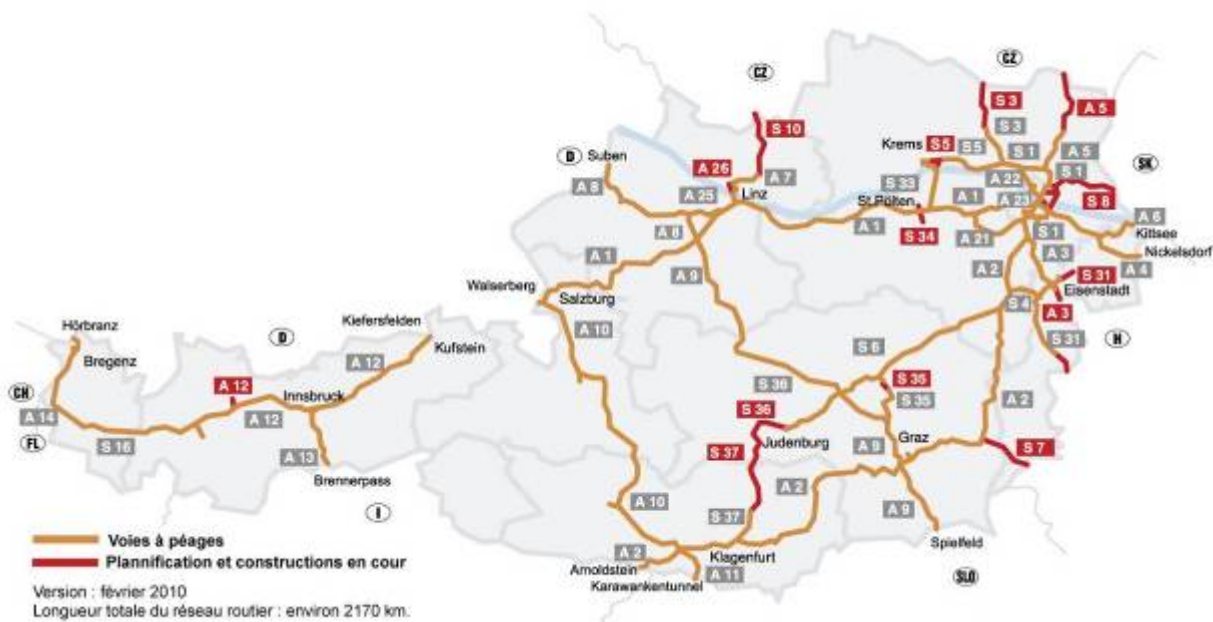 CZ
CZ
S 3
A 5
S 10
S 3
Krems
S 5
S 5
S 1
A 5
SK
D
Suben
A 26
A 7
S 1
A 8
A 25
Linz
S 33
A 22
St.Pölten
A 1
A 23
S 8
A 6
Kittsee
A 8
A 1
S 34
A 21
S 1
A 3
Nickelsdorf
A 1
A 9
A 2
A 4
S 31
Walserberg
Salzburg
Eisenstadt
S 4
A 3
Hörbranz
Kiefersfelden
A 10
D
S 31
H
Bregenz
A 12
Kufstein
S 6
CH
A 12
Innsbruck
S 36
S 35
S 35
A 2
A 14
A 12
S 36
FL
S 16
Judenburg
A 9
Graz
S 7
A 13
S 37
Brennerpass
A 2
A 10
I
S 37
A 9
Spielfeld
Voies à péages
A 2
Klagenfurt
Plannification et constructions en cour
Arnoldstein
A 11
SLO
Karawankentunnel
Version : février 2010
Longueur totale du réseau routier : environ 2170 km.